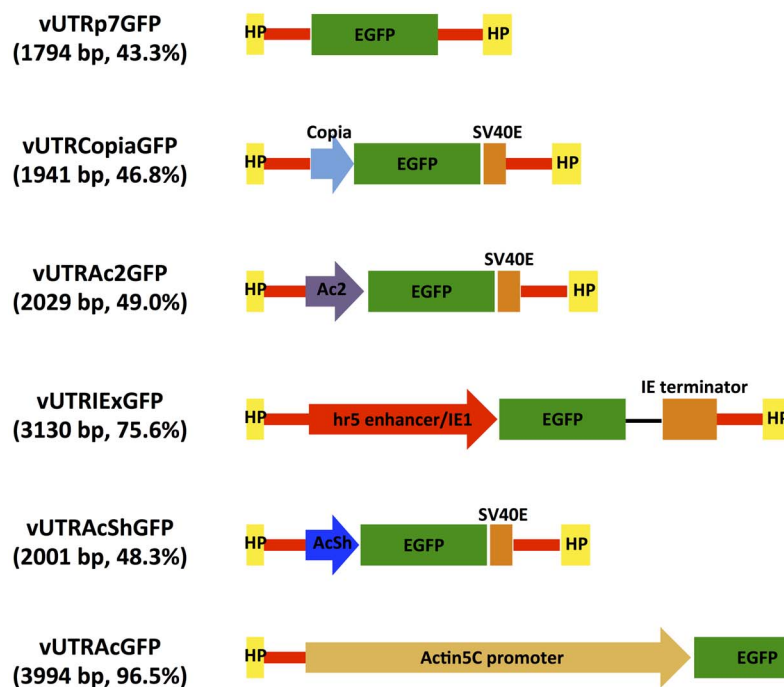 vUTRp7GFP
(1794 bp, 43.3%)
HP
EGFP
HP
vUTRCopiaGFP
(1941 bp, 46.8%)
Copia
SV40E
HP
EGFP
HP
vUTRAc2GFP
(2029 bp, 49.0%)
SV40E
HP
Ac2
EGFP
HP
vUTRIExGFP
(3130 bp, 75.6%)
IE terminator
HP
hr5 enhancer/IE1
EGFP
HP
vUTRAcShGFP
(2001 bp, 48.3%)
SV40E
HP
AcSh
EGFP
HP
vUTRAcGFP
(3994 bp, 96.5%)
HP
Actin5C promoter
EGFP